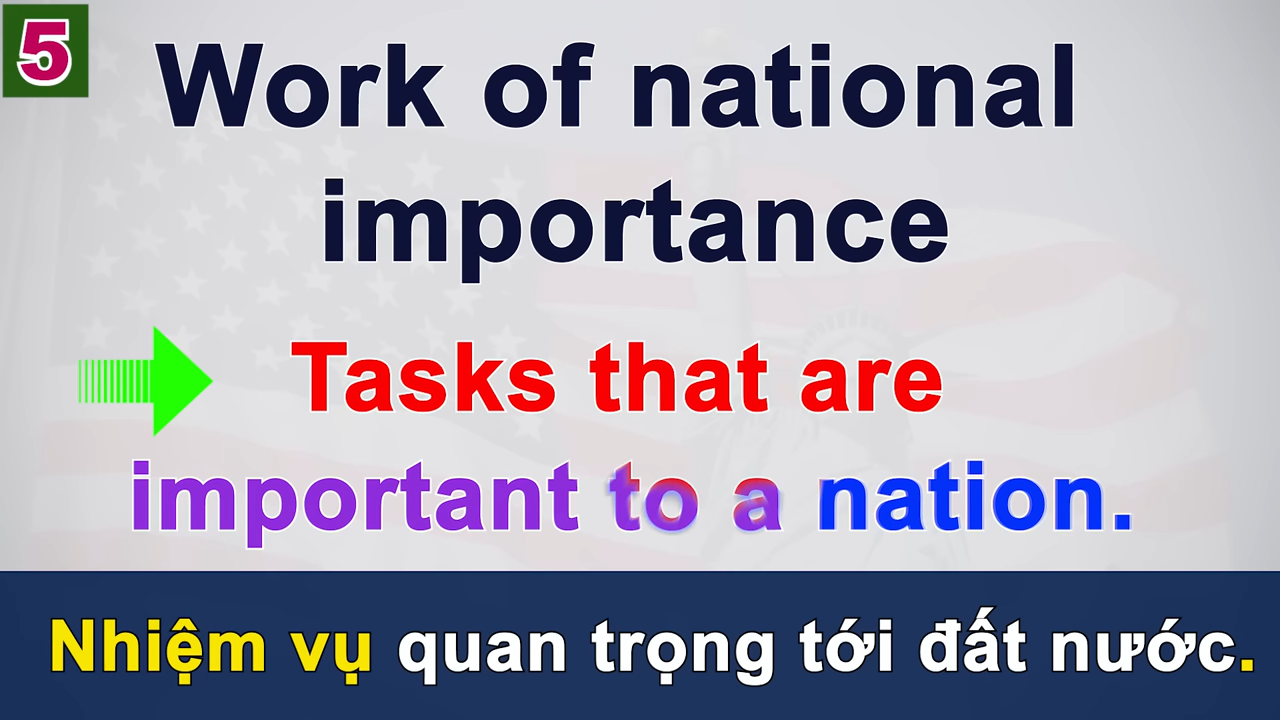 5
Work of national
importance
Tasks that are
important to a nation.
Nhiệm vụ quan trọng tới đất nước.